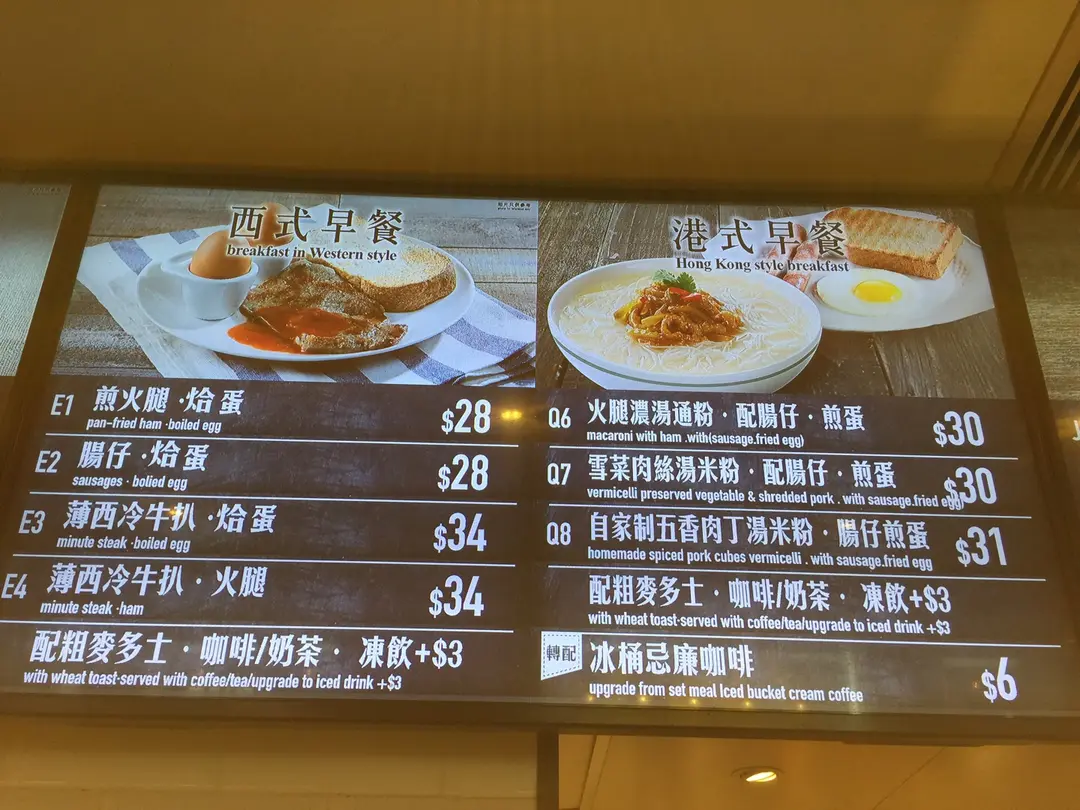 西式早餐
breakfast in Western style
E1 煎火腿 ·烚蛋 $28
pan-fried ham ·boiled egg
E2 腸仔 ·烚蛋 $28
sausages · bolied egg
E3 薄西冷牛扒 ·烚蛋 $34
minute steak ·boiled egg
E4 薄西冷牛扒 · 火腿 $34
minute steak ·ham
配粗麥多士 · 咖啡/奶茶 · 凍飲+$3
with wheat toast·served with coffee/tea/upgrade to iced drink +$3
港式早餐
Hong Kong style breakfast
Q6 火腿濃湯通粉 · 配腸仔 · 煎蛋 $30
macaroni with ham .with(sausage.fried egg)
Q7 雪菜肉絲湯米粉 · 配腸仔 · 煎蛋 $30
vermicelli preserved vegetable & shredded pork . with sausage.fried egg)
Q8 自家制五香肉丁湯米粉 · 腸仔煎蛋 $31
homemade spiced pork cubes vermicelli . with sausage.fried egg
配粗麥多士 · 咖啡/奶茶 · 凍飲+$3
with wheat toast·served with coffee/tea/upgrade to iced drink +$3
轉配 冰桶忌廉咖啡 $6
upgrade from set meal Iced bucket cream coffee